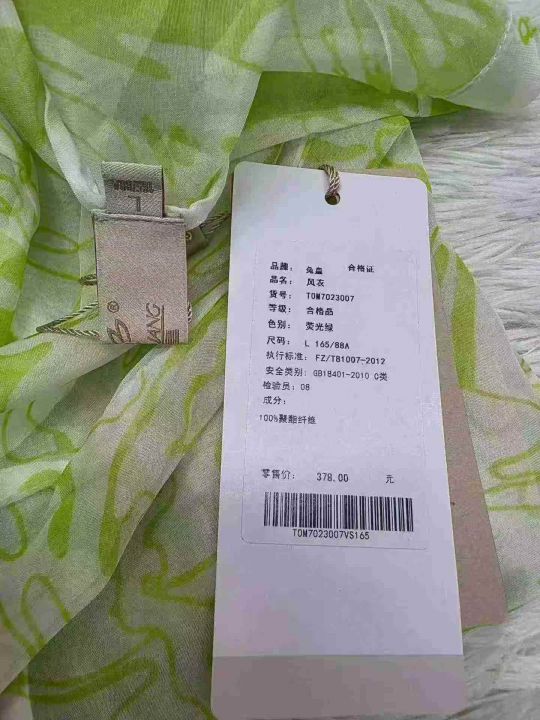 L
®
ANG
品牌： 兔皇 合格证
品名： 风衣
货号： TOM7023007
等级： 合格品
色别： 荧光绿
尺码： L 165/88A
执行标准： FZ/T81007-2012
安全类别： GB18401-2010 C类
检验员：08
成分：
100%聚酯纤维
零售价： 378.00 元
TOM7023007VS165